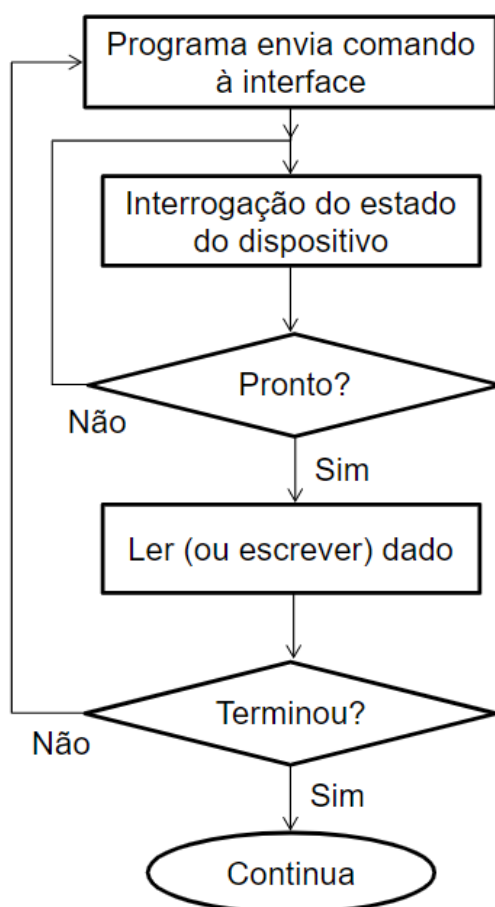 Programa envia comando
à interface
Interrogação do estado
do dispositivo
Pronto?
Não
Sim
Ler (ou escrever) dado
Terminou?
Não
Sim
Continua